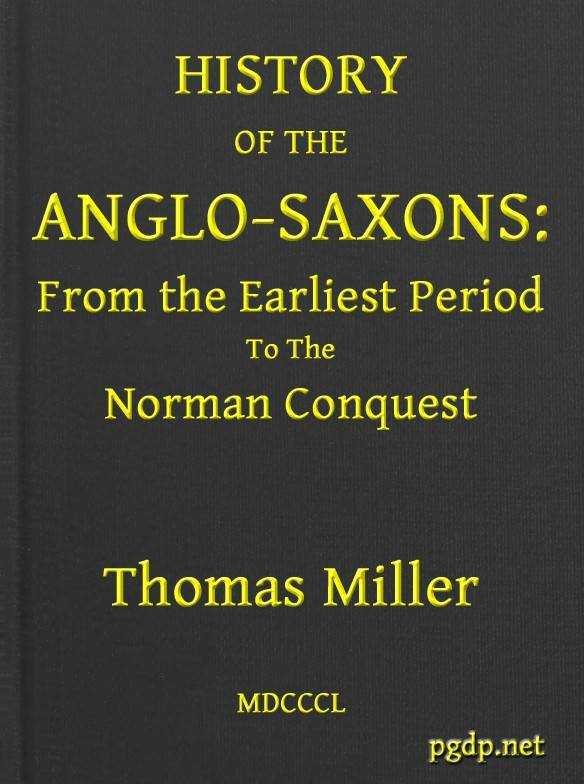 HISTORY
OF THE
ANGLO-SAXONS:
From the Earliest Period
To The
Norman Conquest
Thomas Miller
MDCCCL
pgdp.net